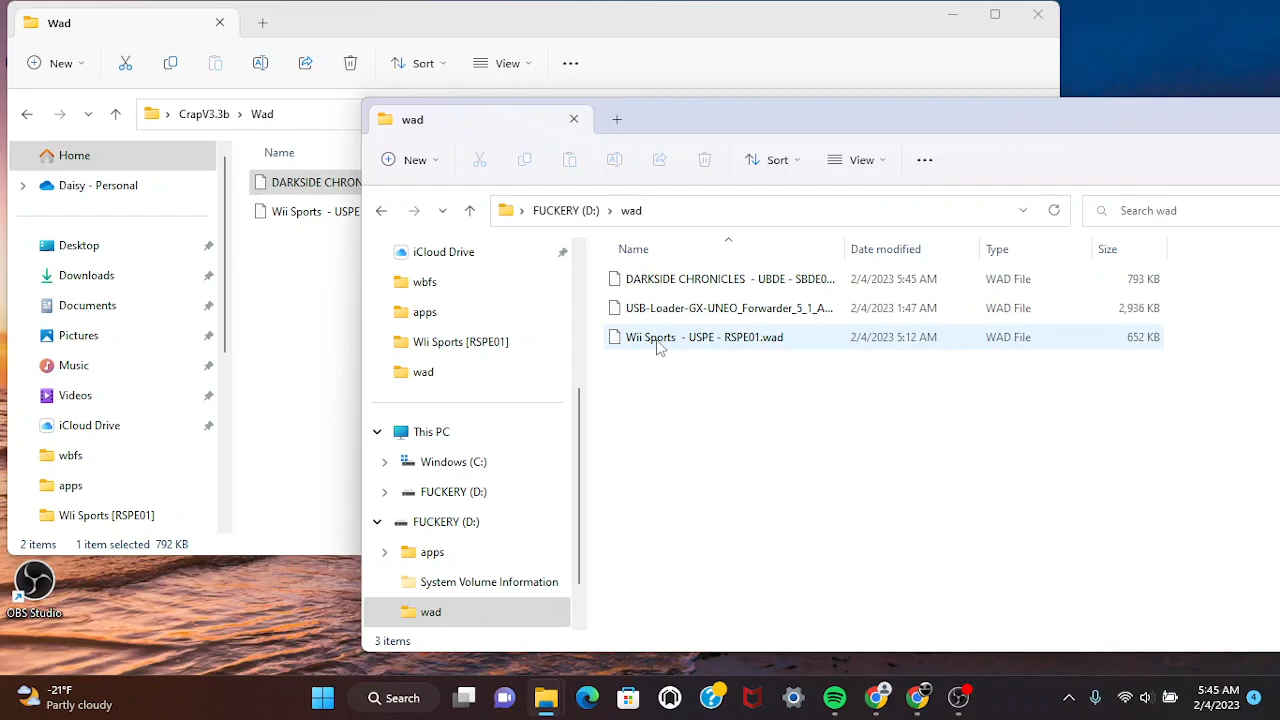 Wad
New
Sort
View
CrapV3.3b
Wad
Home
Daisy - Personal
Desktop
Downloads
Documents
Pictures
Music
Videos
iCloud Drive
wbfs
apps
WIi Sports [RSPE01]
Name
DARKSIDE CHRON
Wii Sports - USPE
2 items
1 item selected 792 KB
wad
New
Sort
View
FUCKERY (D:)
wad
Search wad
iCloud Drive
wbfs
apps
WIi Sports [RSPE01]
wad
This PC
Windows (C:)
FUCKERY (D:)
FUCKERY (D:)
apps
System Volume Information
wad
Name Date modified Type Size
DARKSIDE CHRONICLES - UBDE - SBDE0... 2/4/2023 5:45 AM WAD File 793 KB
USB-Loader-GX-UNEO_Forwarder_5_1_A... 2/4/2023 1:47 AM WAD File 2,936 KB
Wii Sports - USPE - RSPE01.wad 2/4/2023 5:12 AM WAD File 652 KB
3 items
OBS Studio
-21°F
Partly cloudy
Search
5:45 AM
2/4/2023
4